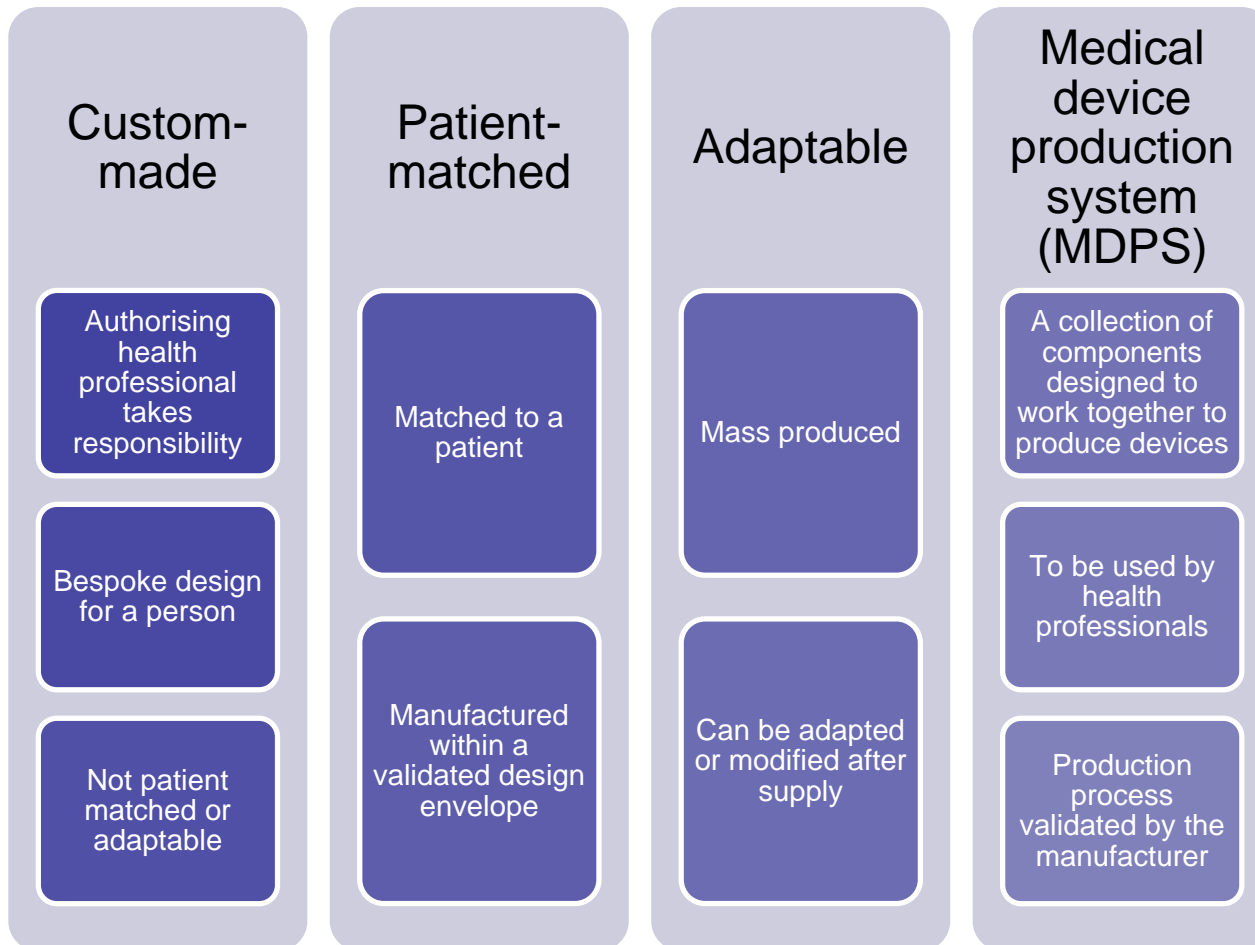 Custom-
made
Authorising
health
professional
takes
responsibility
Bespoke design
for a person
Not patient
matched or
adaptable
Patient-
matched
Matched to a
patient
Manufactured
within a
validated design
envelope
Adaptable
Mass produced
Can be adapted
or modified after
supply
Medical
device
production
system
(MDPS)
A collection of
components
designed to
work together to
produce devices
To be used by
health
professionals
Production
process
validated by the
manufacturer